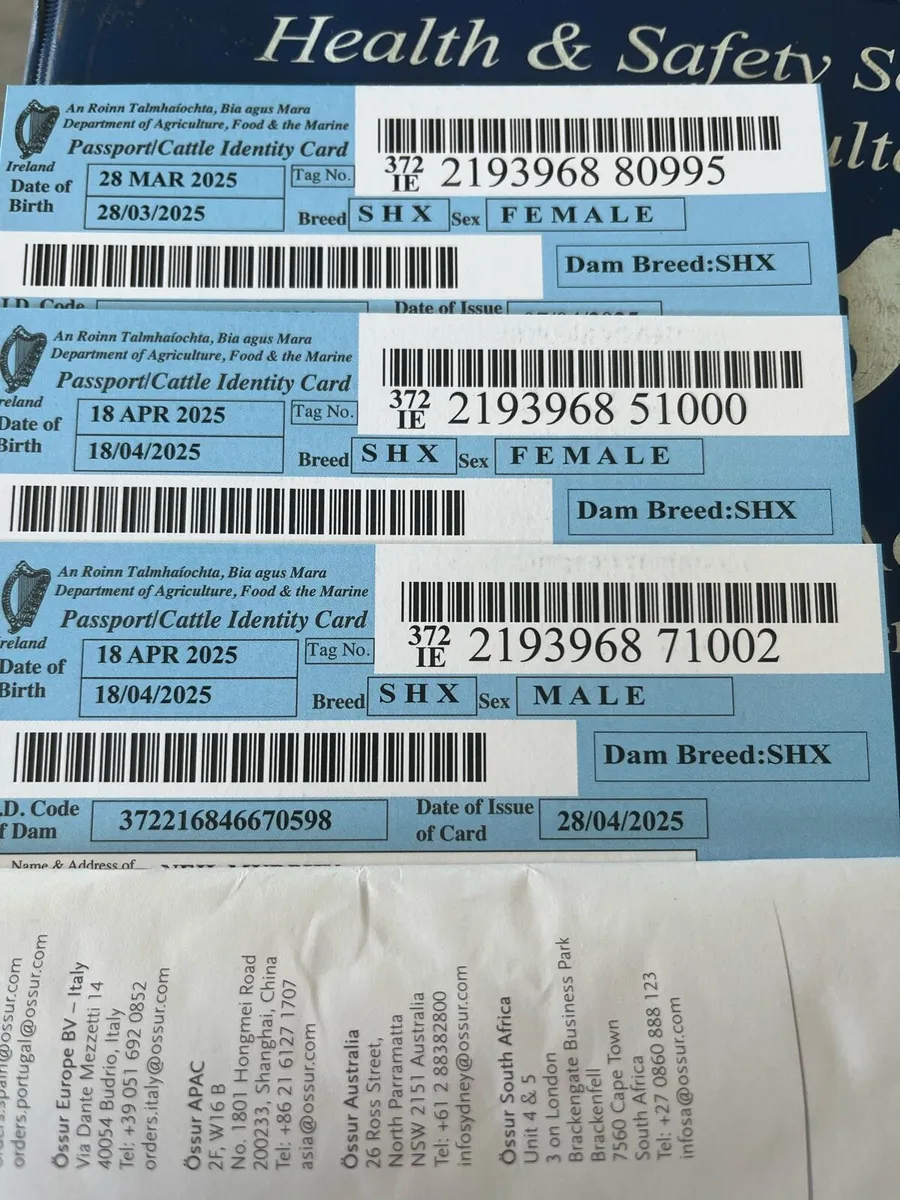 Health & Safety
An Roinn Talmhaíochta, Bia agus Mara
Department of Agriculture, Food & the Marine
Passport/Cattle Identity Card
Ireland
Date of Birth
28 MAR 2025
28/03/2025
Tag No.
372 IE 2193968 80995
Breed SHX Sex FEMALE
Dam Breed:SHX
I.D. Code
Date of Issue
An Roinn Talmhaíochta, Bia agus Mara
Department of Agriculture, Food & the Marine
Passport/Cattle Identity Card
reland
Date of Birth
18 APR 2025
18/04/2025
Tag No.
372 IE 2193968 51000
Breed SHX Sex FEMALE
Dam Breed:SHX
An Roinn Talmhaíochta, Bia agus Mara
Department of Agriculture, Food & the Marine
Passport/Cattle Identity Card
reland
Date of Birth
18 APR 2025
18/04/2025
Tag No.
372 IE 2193968 71002
Breed SHX Sex MALE
Dam Breed:SHX
.D. Code
f Dam
372216846670598
Date of Issue
of Card
28/04/2025
Name & Address of
orders.portugal@ossur.com
Össur Europe BV – Italy
Via Dante Mezzetti 14
40054 Budrio, Italy
Tel: +39 051 692 0852
orders.italy@ossur.com
Össur APAC
2F, W16 B
No. 1801 Hongmei Road
200233, Shanghai, China
Tel: +86 21 6127 1707
asia@ossur.com
Össur Australia
26 Ross Street,
North Parramatta
NSW 2151 Australia
Tel: +61 2 88382800
infosydney@ossur.com
Össur South Africa
Unit 4 & 5
3 on London
Brackengate Business Park
Brackenfell
7560 Cape Town
South Africa
Tel: +27 0860 888 123
infosa@ossur.com